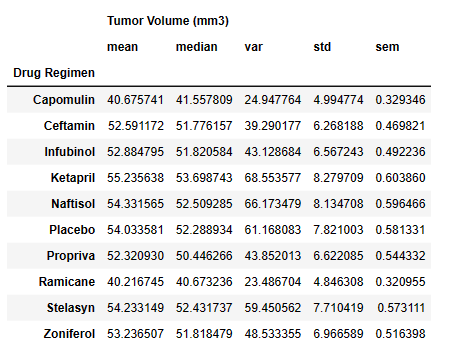 Tumor Volume (mm3)
mean median var std sem
Drug Regimen
Capomulin 40.675741 41.557809 24.947764 4.994774 0.329346
Ceftamin 52.591172 51.776157 39.290177 6.268188 0.469821
Infubinol 52.884795 51.820584 43.128684 6.567243 0.492236
Ketapril 55.235638 53.698743 68.553577 8.279709 0.603860
Naftisol 54.331565 52.509285 66.173479 8.134708 0.596466
Placebo 54.033581 52.288934 61.168083 7.821003 0.581331
Propriva 52.320930 50.446266 43.852013 6.622085 0.544332
Ramicane 40.216745 40.673236 23.486704 4.846308 0.320955
Stelasyn 54.233149 52.431737 59.450562 7.710419 0.573111
Zoniferol 53.236507 51.818479 48.533355 6.966589 0.516398